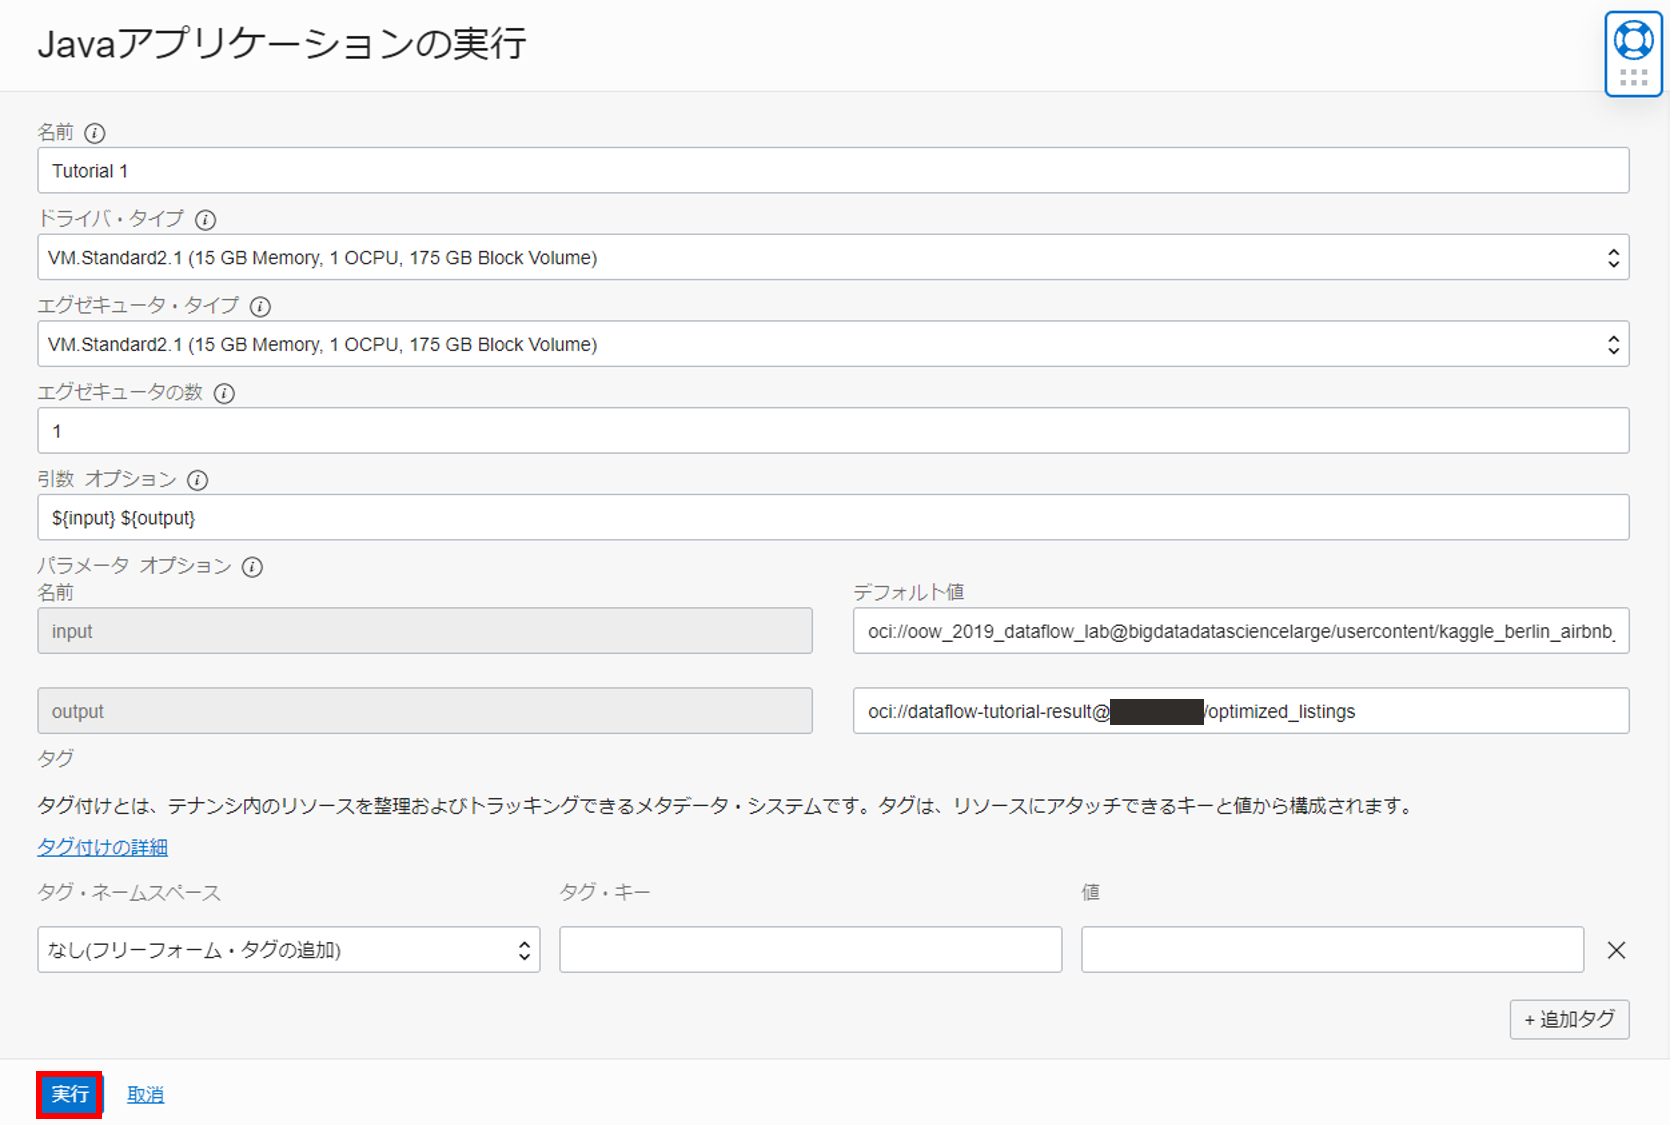 Javaアプリケーションの実行
名前
Tutorial 1
ドライバ・タイプ
VM.Standard2.1 (15 GB Memory, 1 OCPU, 175 GB Block Volume)
エグゼキュータ・タイプ
VM.Standard2.1 (15 GB Memory, 1 OCPU, 175 GB Block Volume)
エグゼキュータの数
1
引数 オプション
${input} ${output}
パラメータ オプション
名前 デフォルト値
input oci://oow_2019_dataflow_lab@bigdatadatasciencelarge/usercontent/kaggle_berlin_airbnb_
output oci://dataflow-tutorial-result@ /optimized_listings
タグ
タグ付けとは、テナンシ内のリソースを整理およびトラッキングできるメタデータ・システムです。タグは、リソースにアタッチできるキーと値から構成されます。
タグ付けの詳細
タグ・ネームスペース タグ・キー 値
なし(フリーフォーム・タグの追加)
+ 追加タグ
実行 取消